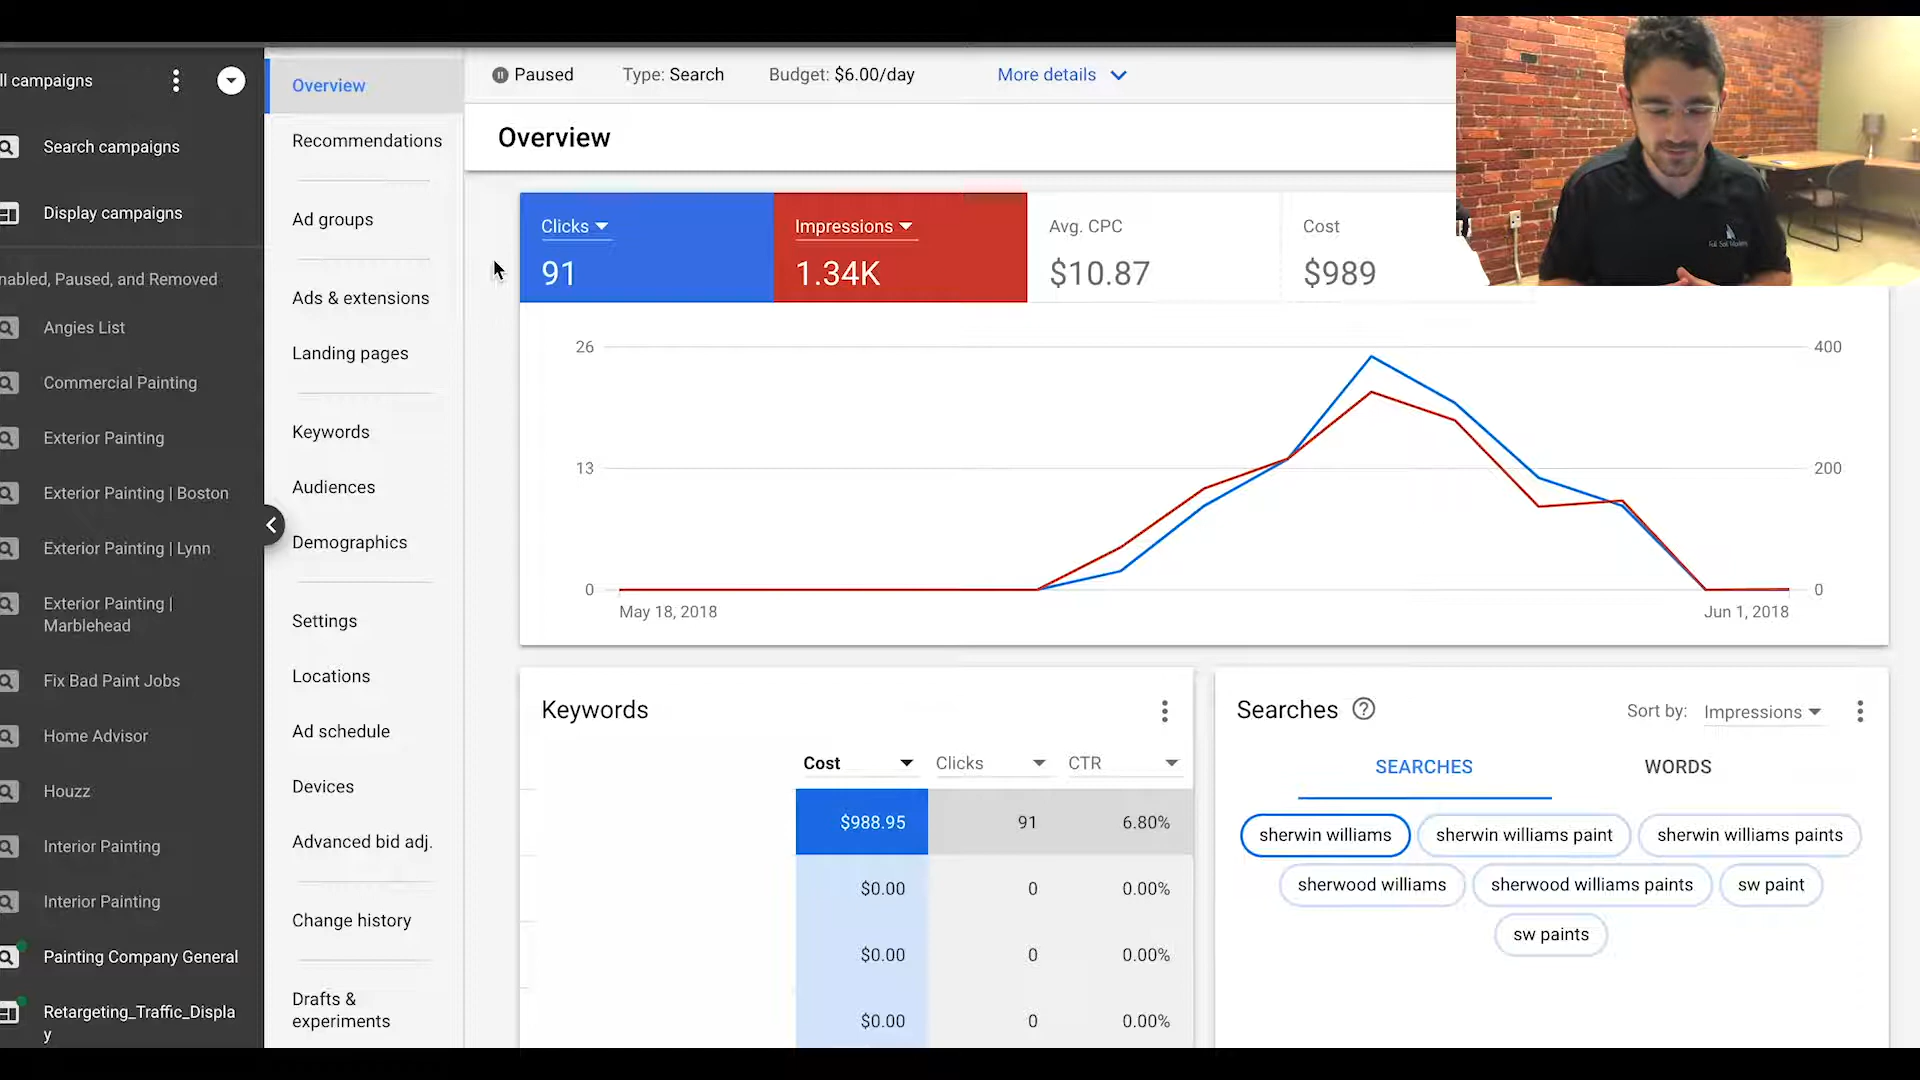 ll campaigns
Search campaigns
Display campaigns
nabled, Paused, and Removed
Angies List
Commercial Painting
Exterior Painting
Exterior Painting | Boston
Exterior Painting | Lynn
Exterior Painting |
Marblehead
Fix Bad Paint Jobs
Home Advisor
Houzz
Interior Painting
Interior Painting
Painting Company General
Retargeting_Traffic_Displa
y
Overview
Recommendations
Ad groups
Ads & extensions
Landing pages
Keywords
Audiences
Demographics
Settings
Locations
Ad schedule
Devices
Advanced bid adj.
Change history
Drafts &
experiments
Paused Type: Search Budget: $6.00/day More details
Overview
Clicks Impressions Avg. CPC Cost
91 1.34K $10.87 $989
26 400
13 200
0 0
May 18, 2018 Jun 1, 2018
Keywords
Cost Clicks CTR
$988.95 91 6.80%
$0.00 0 0.00%
$0.00 0 0.00%
$0.00 0 0.00%
Searches Sort by: Impressions
SEARCHES WORDS
sherwin williams sherwin williams paint sherwin williams paints
sherwood williams sherwood williams paints sw paint
sw paints